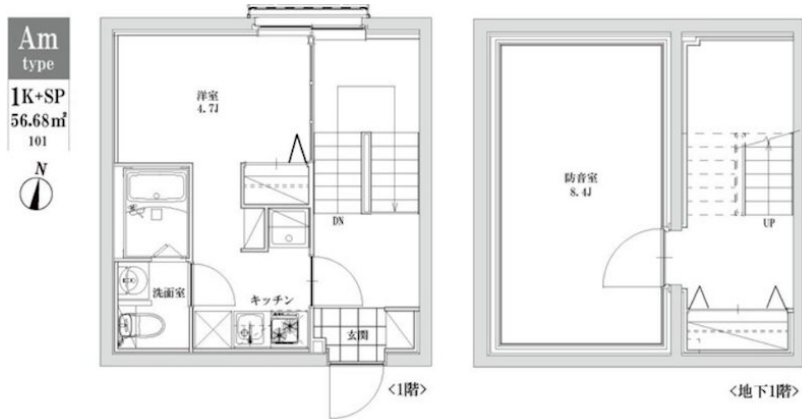 Am
type
1K+SP
56.68㎡
101
N
洋室
4.7J
DN
洗面室
キッチン
玄関
<1階>
防音室
8.4J
UP
<地下1階>